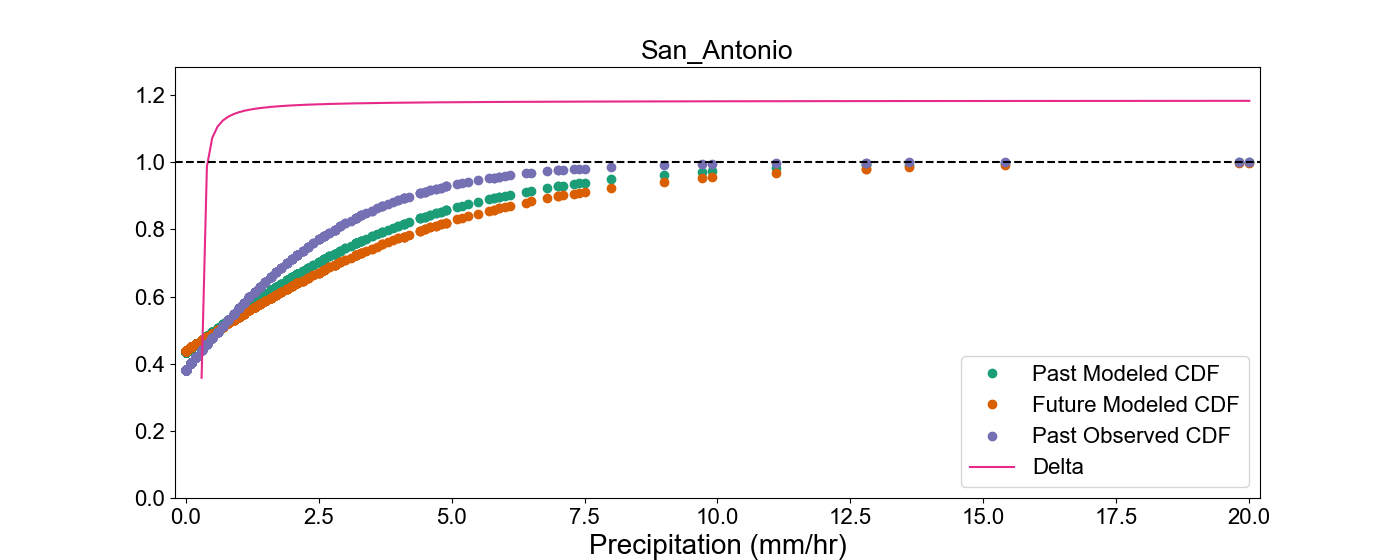 San_Antonio
1.2
1.0
0.8
0.6
0.4
0.2
0.0
Past Modeled CDF
Future Modeled CDF
Past Observed CDF
Delta
0.0 2.5 5.0 7.5 10.0 12.5 15.0 17.5 20.0
Precipitation (mm/hr)